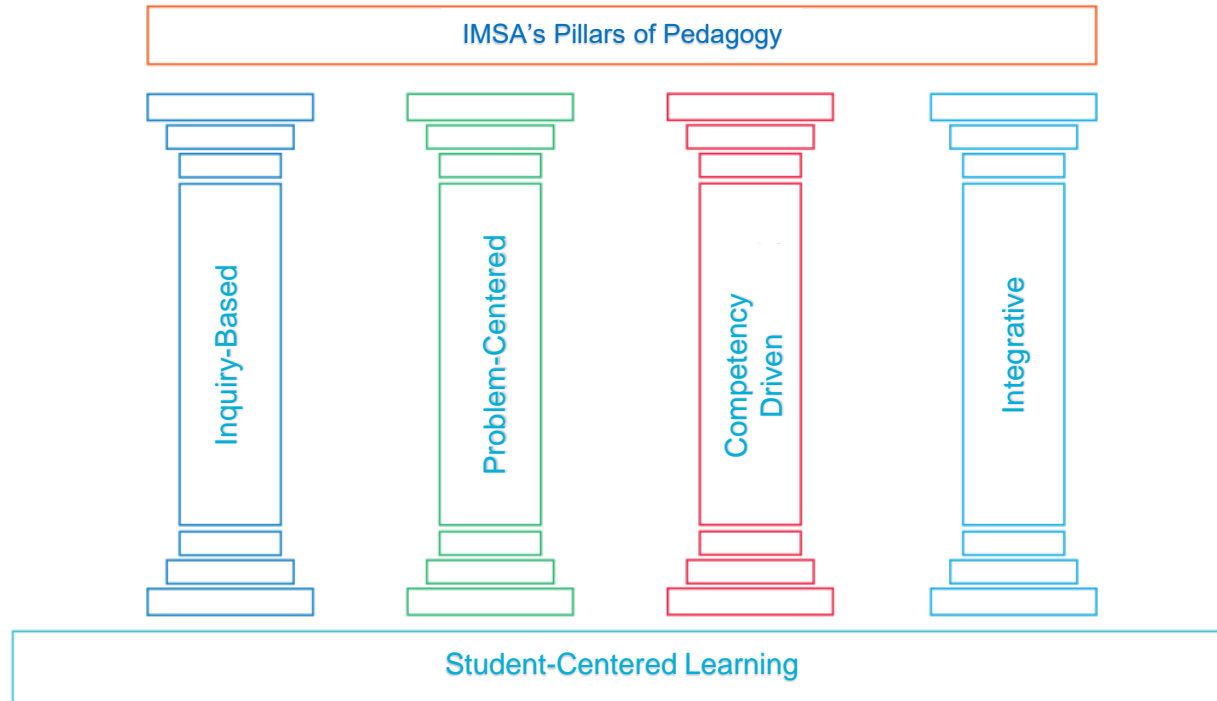 IMSA's Pillars of Pedagogy
Inquiry-Based
Problem-Centered
Competency
Driven
Integrative
Student-Centered Learning